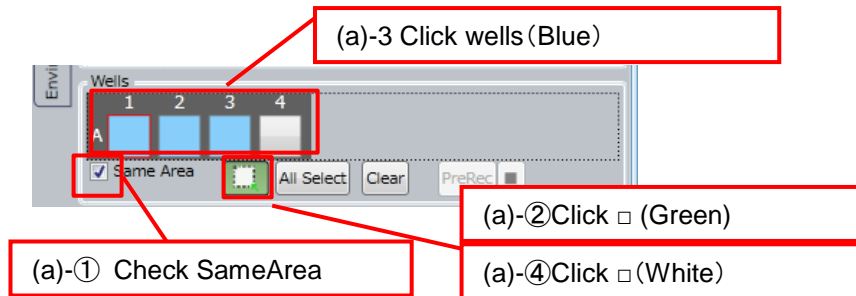 (a)-3 Click wells（Blue）
Envi
Wells
1 2 3 4
A
Same Area
All Select
Clear
PreRec
(a)-②Click □ (Green)
(a)-① Check SameArea
(a)-④Click □（White）